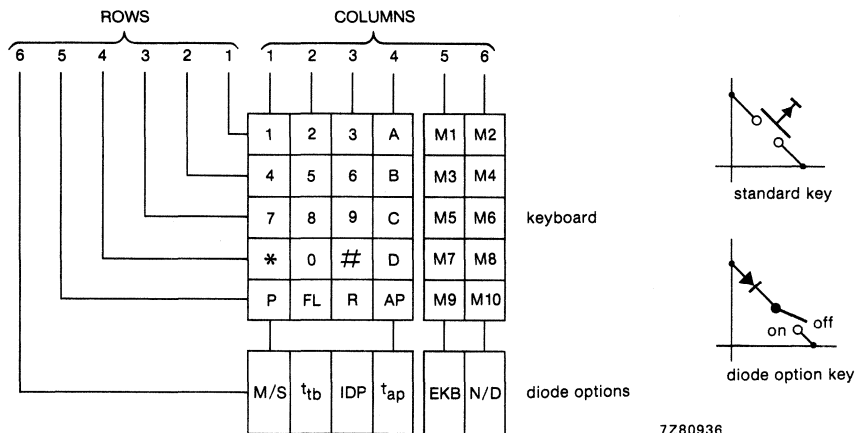 ROWS COLUMNS
6 5 4 3 2 1 1 2 3 4 5 6
1 2 3 A M1 M2
4 5 6 B M3 M4
standard key
7 8 9 C M5 M6 keyboard
* 0 # D M7 M8
P FL R AP M9 M10
on off
M/S ttb IDP tap EKB N/D diode options
diode option key
7Z80936